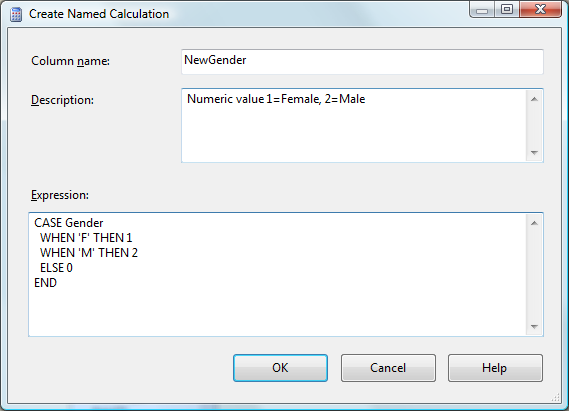 Create Named Calculation
Column name:
NewGender
Description:
Numeric value 1=Female, 2=Male
Expression:
CASE Gender
WHEN 'F' THEN 1
WHEN 'M' THEN 2
ELSE 0
END
OK
Cancel
Help